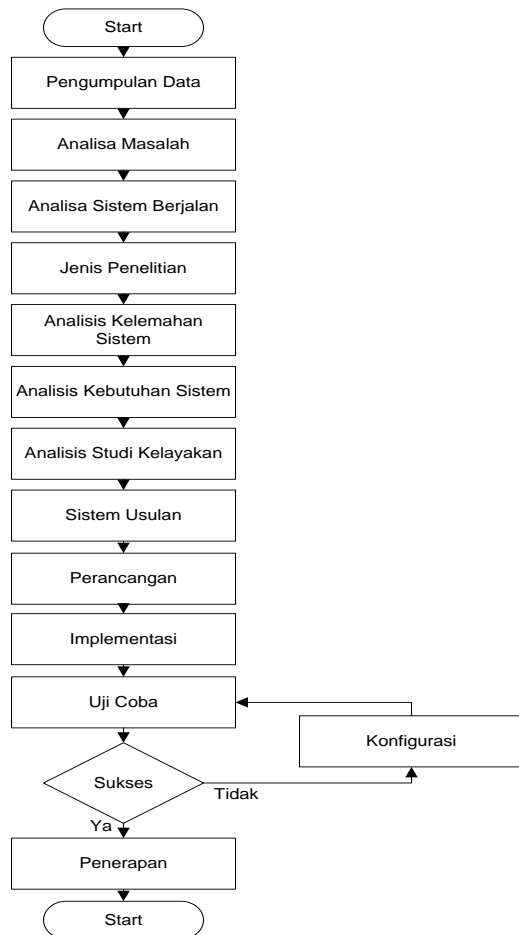 Start
Pengumpulan Data
Analisa Masalah
Analisa Sistem Berjalan
Jenis Penelitian
Analisis Kelemahan
Sistem
Analisis Kebutuhan Sistem
Analisis Studi Kelayakan
Sistem Usulan
Perancangan
Implementasi
Uji Coba
Konfigurasi
Sukses
Tidak
Ya
Penerapan
Start